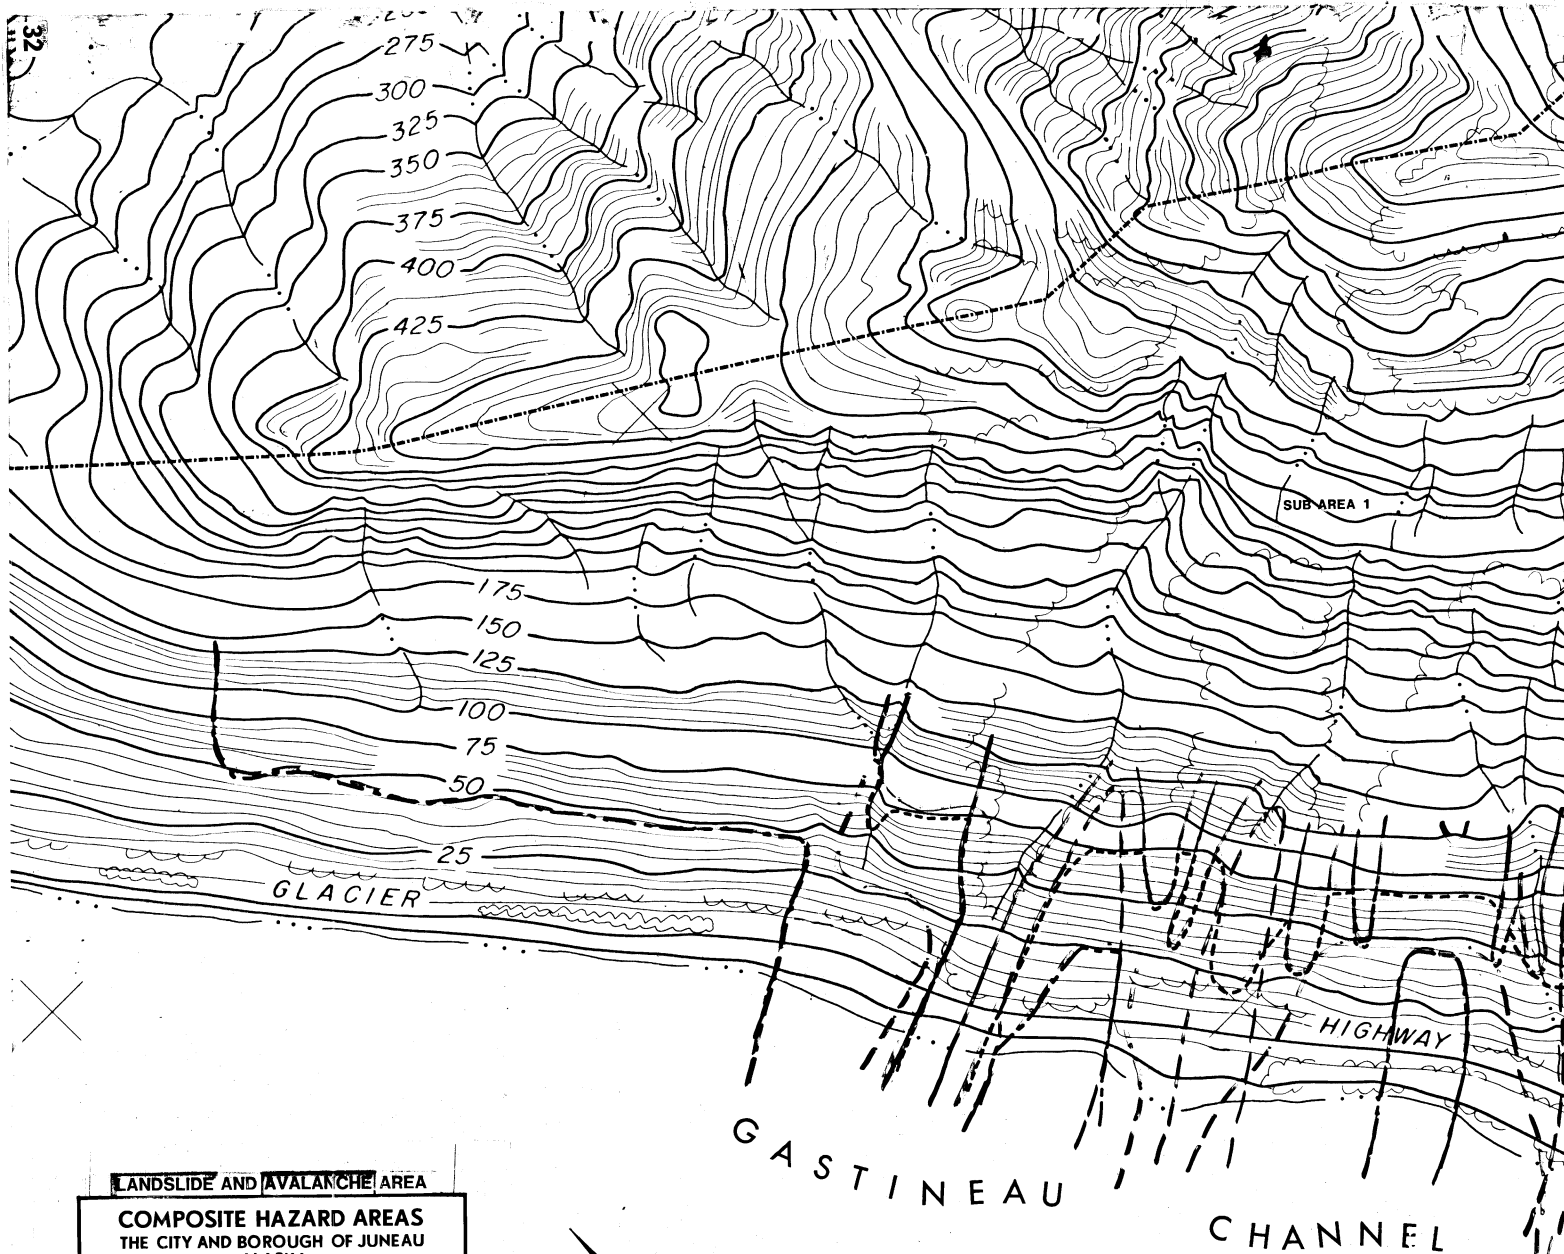 32
275
300
325
350
375
400
425
SUB AREA 1
175
150
125
100
75
50
25
GLACIER
HIGHWAY
GASTINEAU
CHANNEL
LANDSLIDE AND AVALANCHE AREA
COMPOSITE HAZARD AREAS
THE CITY AND BOROUGH OF JUNEAU